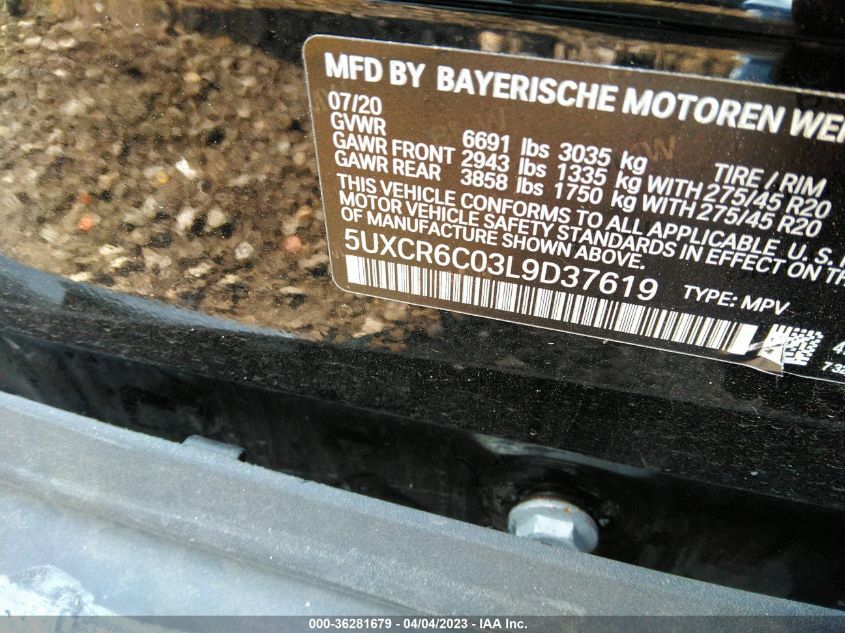 MFD BY BAYERISCHE MOTOREN WE
07/20
GVWR 6691 lbs 3035 kg TIRE / RIM
GAWR FRONT 2943 lbs 1335 kg WITH 275/45 R20
GAWR REAR 3858 lbs 1750 kg WITH 275/45 R20
THIS VEHICLE CONFORMS TO ALL APPLICABLE U. S.
MOTOR VEHICLE SAFETY STANDARDS IN EFFECT ON TH
OF MANUFACTURE SHOWN ABOVE.
5UXCR6C03L9D37619 TYPE: MPV
000-36281679 - 04/04/2023 - IAA Inc.